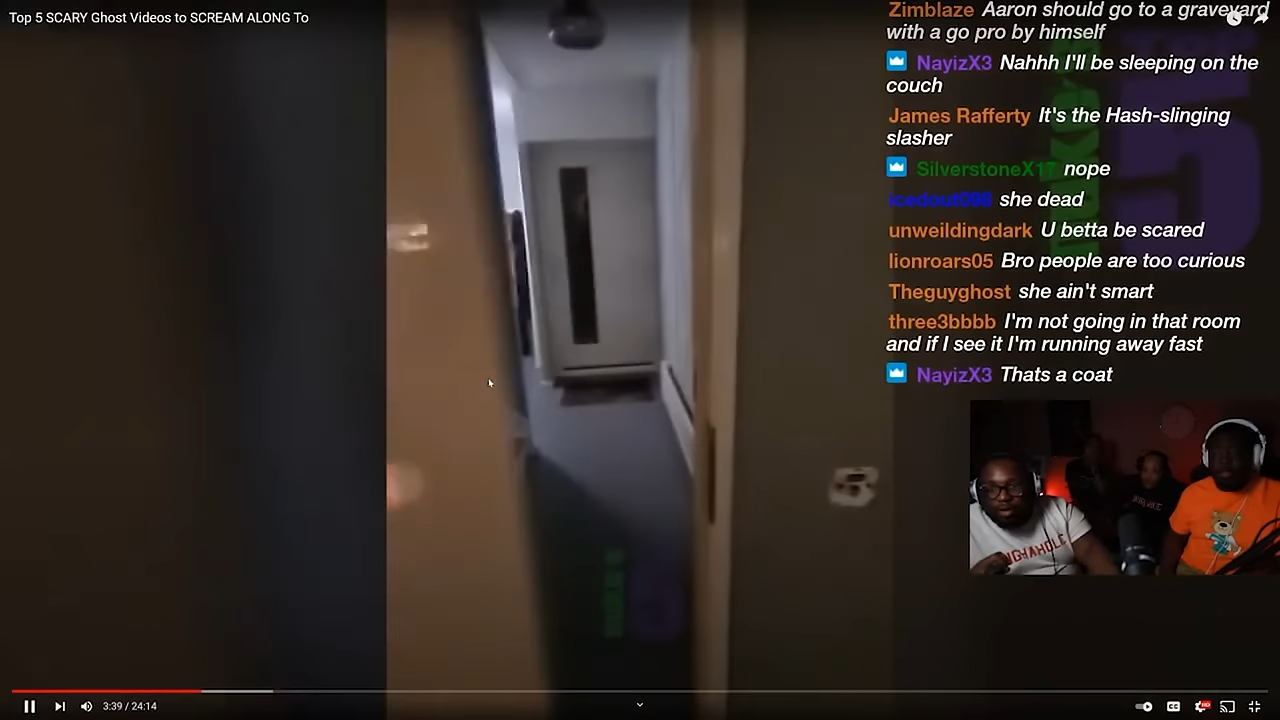 Top 5 SCARY Ghost Videos to SCREAM ALONG To
Zimblaze Aaron should go to a graveyard
with a go pro by himself
NayizX3 Nahhh I'll be sleeping on the
couch
James Rafferty It's the Hash-slinging
slasher
SilverstoneX17 nope
icedout098 she dead
unweildingdark U betta be scared
lionroars05 Bro people are too curious
Theguyghost she ain't smart
three3bbbb I'm not going in that room
and if I see it I'm running away fast
NayizX3 Thats a coat
3:39 / 24:14
CC
HD